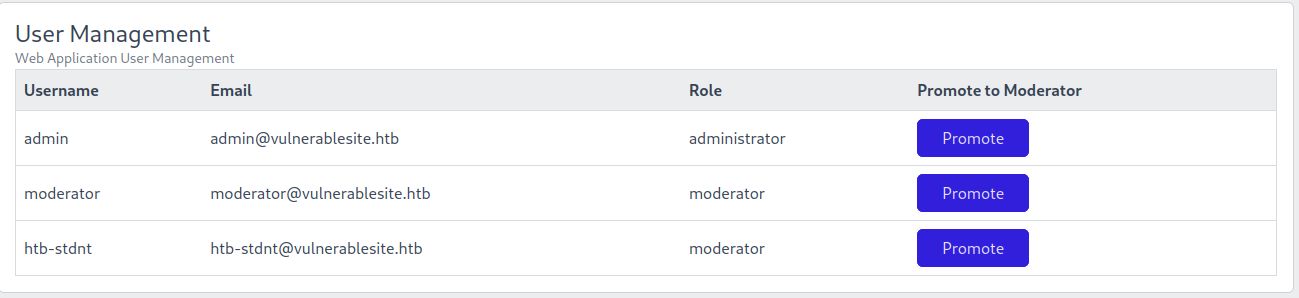 User Management
Web Application User Management
Username Email Role Promote to Moderator
admin admin@vulnerablesite.htb administrator Promote
moderator moderator@vulnerablesite.htb moderator Promote
htb-stdnt htb-stdnt@vulnerablesite.htb moderator Promote